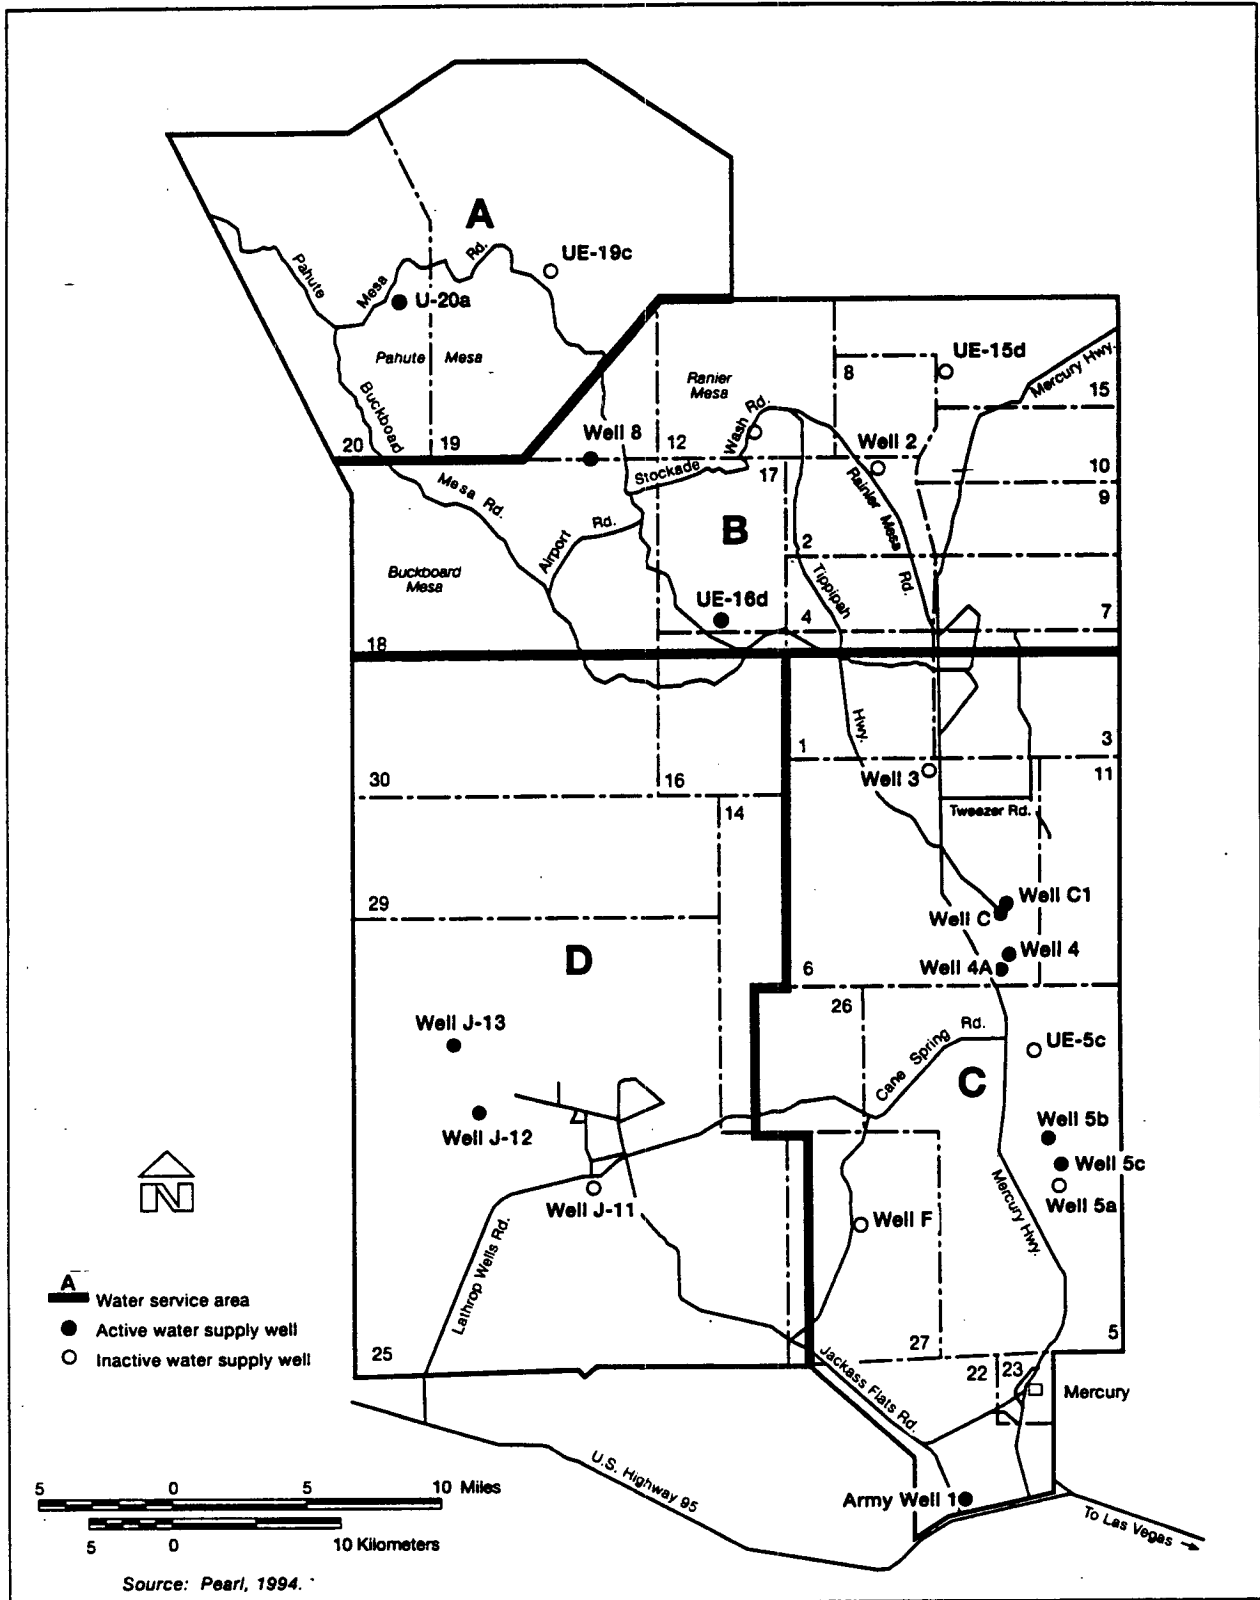 A
UE-19c
Pahute
Mesa
Rd.
U-20a
Pahute Mesa
Buckboard
20
19
UE-15d
8
Mercury Hwy.
15
Ranier
Mesa
Well 8
12
Wash Rd.
Well 2
Stockade
17
10
9
Mesa Rd.
Airport
Rd.
B
Rainier Mesa
Rd.
2
Buckboard
Mesa
Tippipah
UE-16d
4
7
18
Hwy.
1
3
Well 3
11
30
16
14
Tweezer Rd.
29
Well C1
Well C
D
Well 4
Well 4A
6
26
Well J-13
Cane Spring
Rd.
UE-5c
C
Well J-12
Well 5b
Well 5c
Well 5a
N
Well J-11
Well F
Mercury Hwy.
Lathrop Wells Rd.
A
Water service area
Active water supply well
Inactive water supply well
25
27
5
Jackass Flats Rd.
22
23
Mercury
U.S. Highway 95
5 0 5 10 Miles
Army Well 1
To Las Vegas
5 0 10 Kilometers
Source: Pearl, 1994.